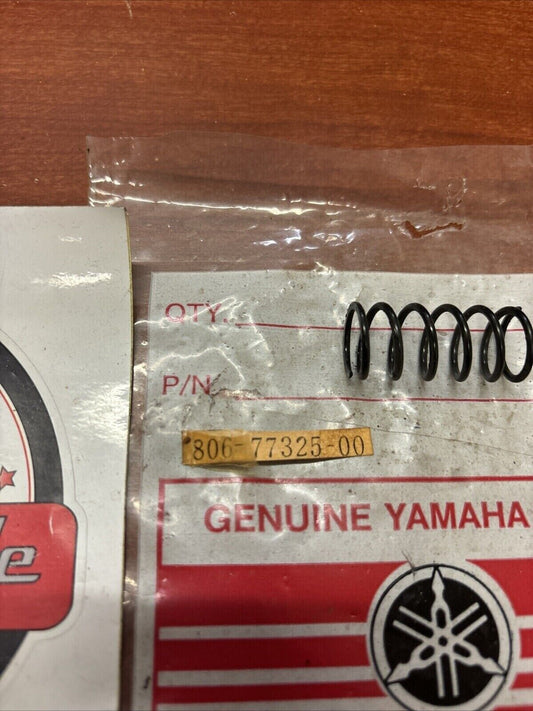 QTY.
P/N
806-77325-00
GENUINE YAMAHA